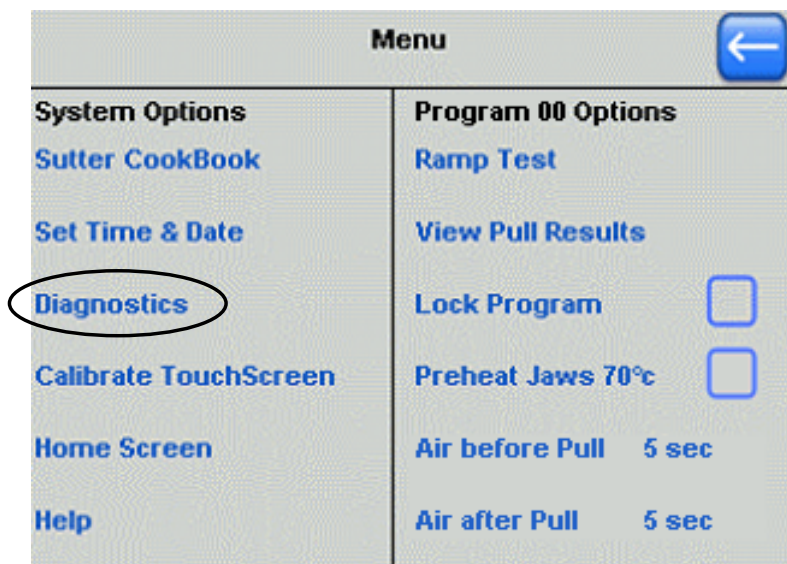 Menu
System Options
Sutter CookBook
Set Time & Date
Diagnostics
Calibrate TouchScreen
Home Screen
Help
Program 00 Options
Ramp Test
View Pull Results
Lock Program
Preheat Jaws 70°c
Air before Pull 5 sec
Air after Pull 5 sec